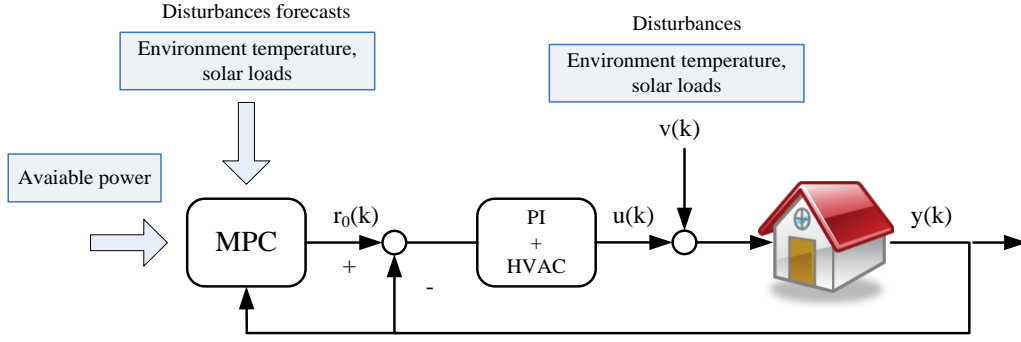 Disturbances forecasts
Environment temperature,
solar loads
Disturbances
Environment temperature,
solar loads
v(k)
Avaiable power
MPC
r₀(k)
+
-
PI
+
HVAC
u(k)
y(k)